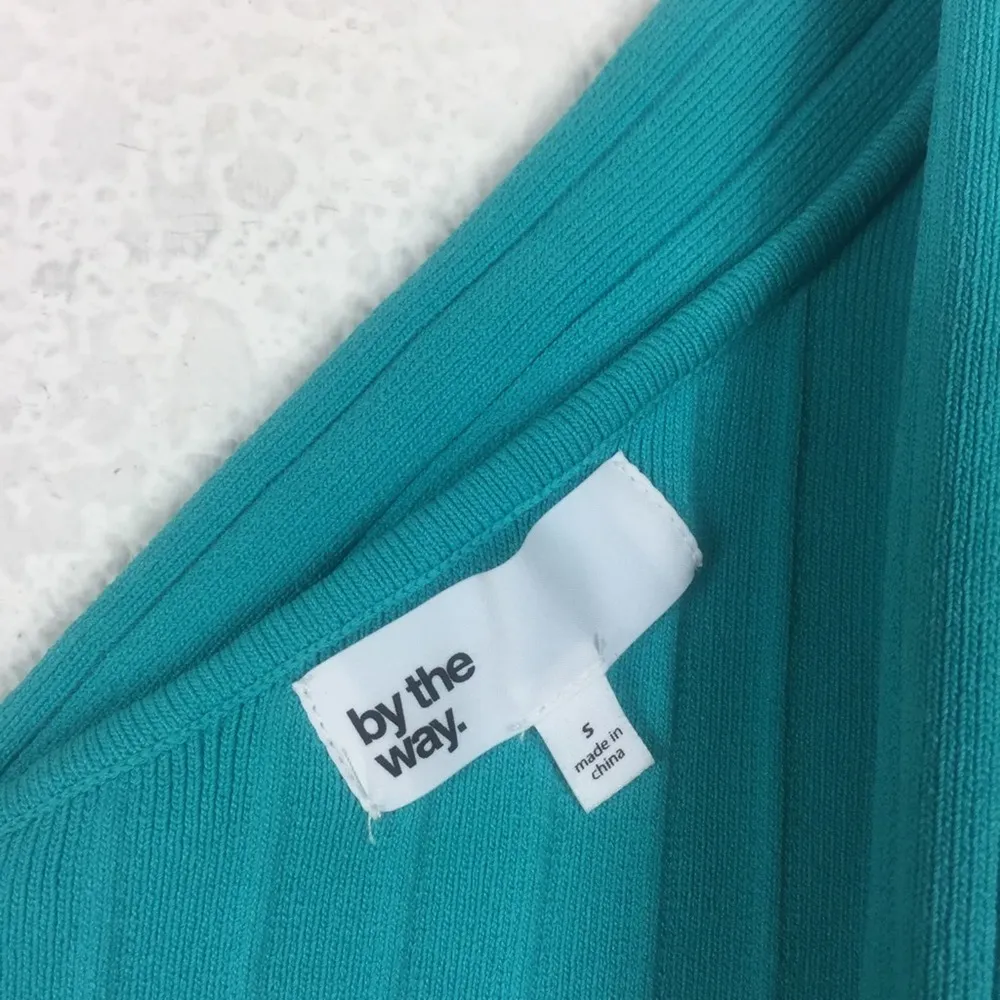 by the
way.
S
made in
china